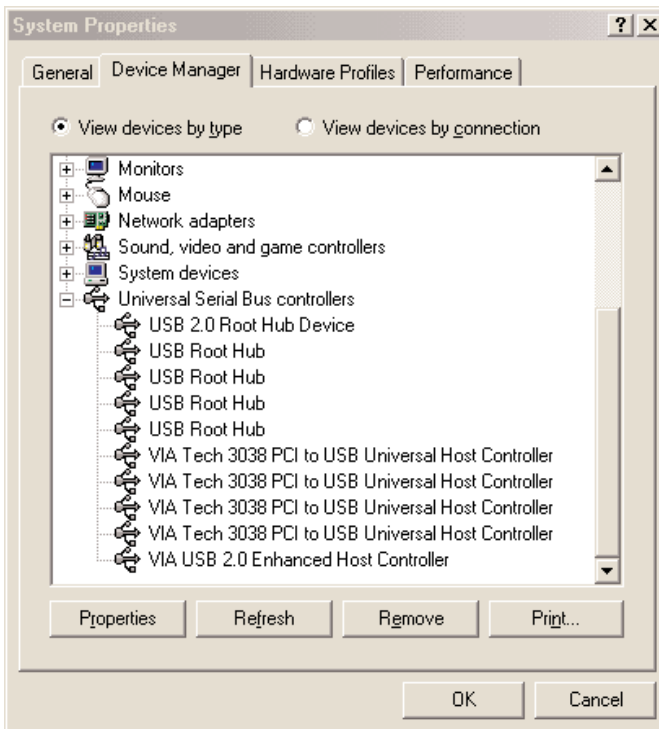 System Properties
General Device Manager Hardware Profiles Performance
View devices by type View devices by connection
Monitors
Mouse
Network adapters
Sound, video and game controllers
System devices
Universal Serial Bus controllers
USB 2.0 Root Hub Device
USB Root Hub
USB Root Hub
USB Root Hub
USB Root Hub
VIA Tech 3038 PCI to USB Universal Host Controller
VIA Tech 3038 PCI to USB Universal Host Controller
VIA Tech 3038 PCI to USB Universal Host Controller
VIA Tech 3038 PCI to USB Universal Host Controller
VIA USB 2.0 Enhanced Host Controller
Properties Refresh Remove Print...
OK Cancel